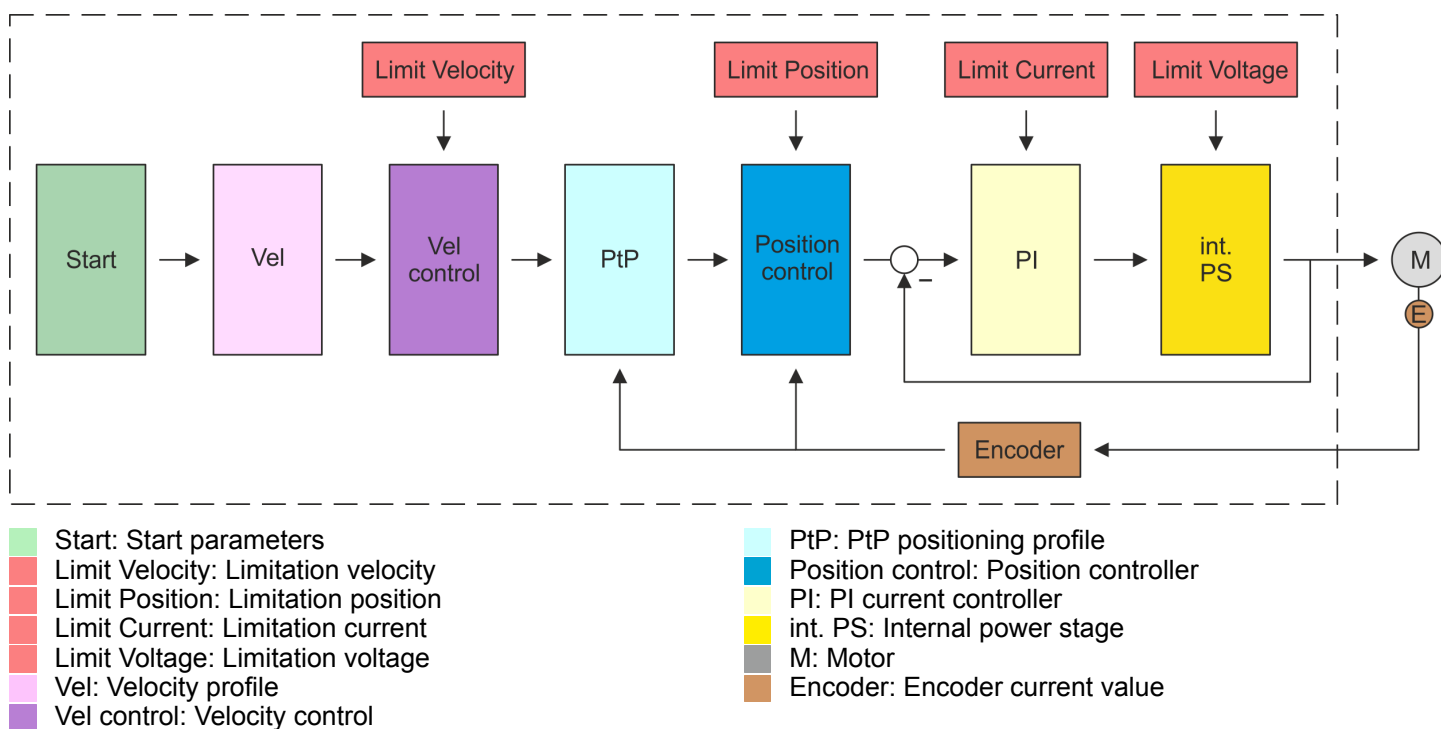 Limit Velocity
Limit Position
Limit Current
Limit Voltage
Start
Vel
Vel
control
PtP
Position
control
–
PI
int.
PS
M
E
Encoder
Start: Start parameters
Limit Velocity: Limitation velocity
Limit Position: Limitation position
Limit Current: Limitation current
Limit Voltage: Limitation voltage
Vel: Velocity profile
Vel control: Velocity control
PtP: PtP positioning profile
Position control: Position controller
PI: PI current controller
int. PS: Internal power stage
M: Motor
Encoder: Encoder current value